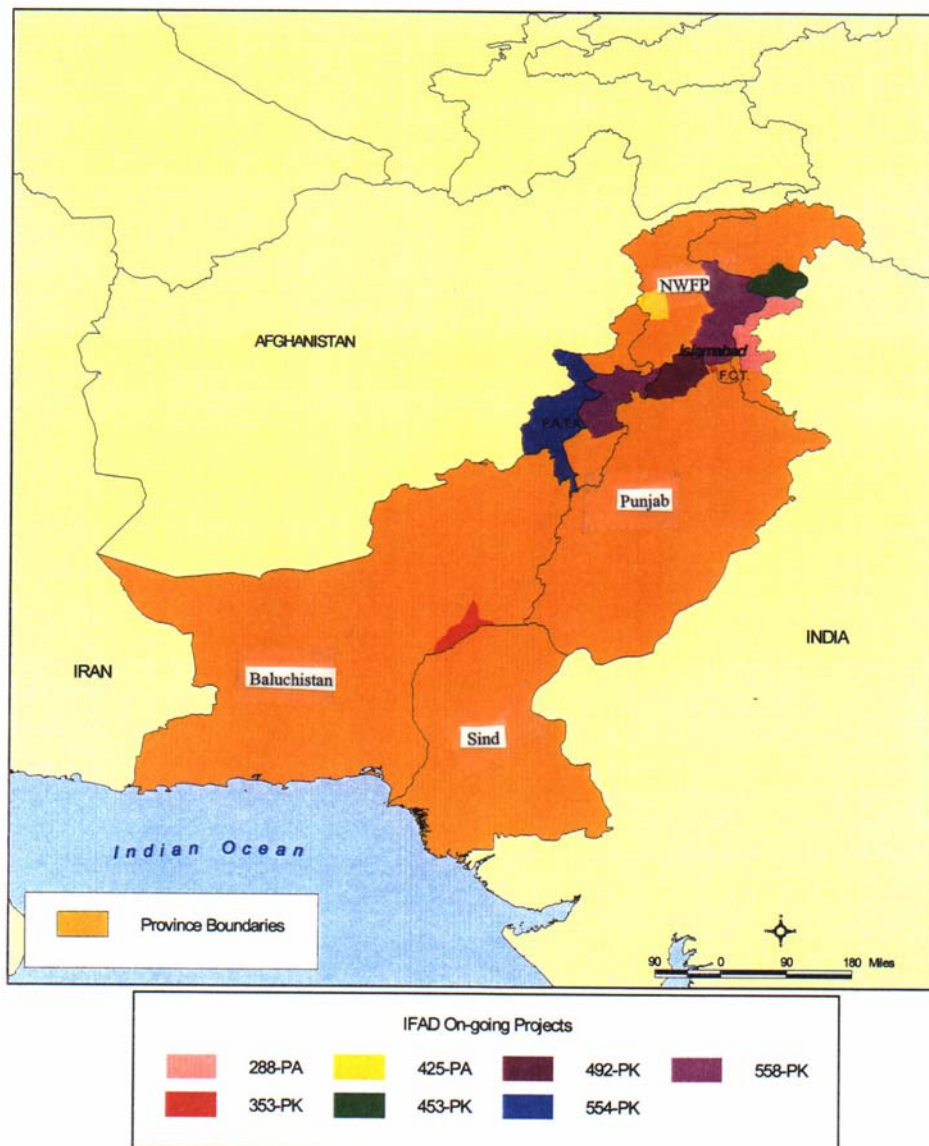 NWFP
AFGHANISTAN
Islamabad
F.C.T.
F.A.T.A.
Punjab
INDIA
IRAN
Baluchistan
Sind
Indian Ocean
Province Boundaries
90 0 90 180 Miles
IFAD On-going Projects
288-PA 425-PA 492-PK 558-PK
353-PK 453-PK 554-PK